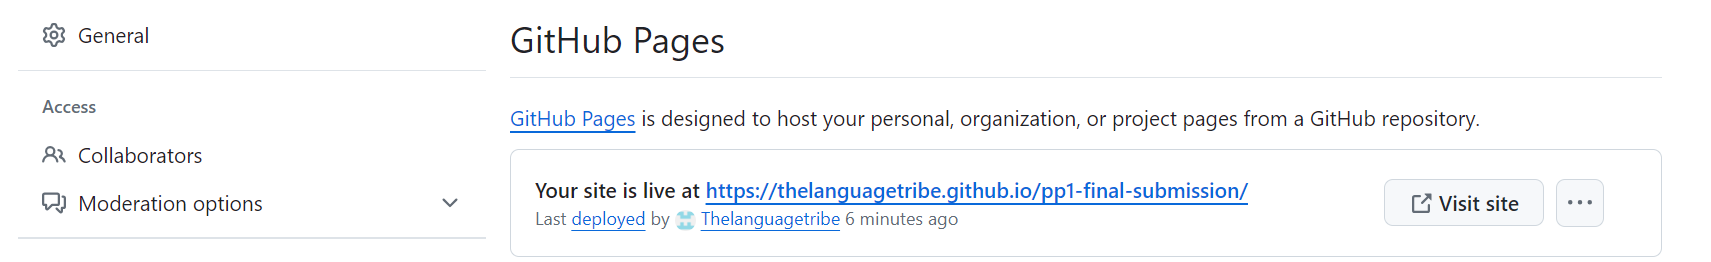 General
Access
Collaborators
Moderation options
GitHub Pages
GitHub Pages is designed to host your personal, organization, or project pages from a GitHub repository.
Your site is live at https://thelanguagetribe.github.io/pp1-final-submission/
Last deployed by Thelanguagetribe 6 minutes ago
Visit site